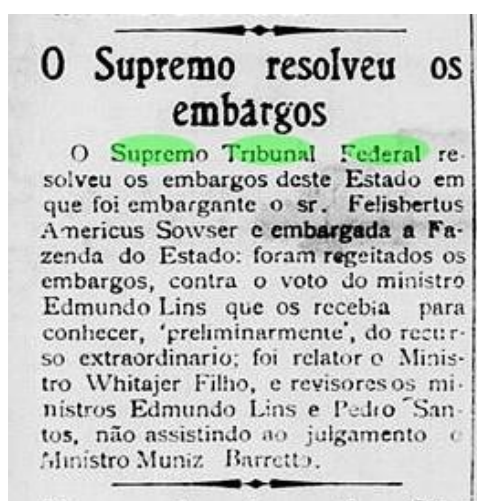 O Supremo resolveu os
embargos
O Supremo Tribunal Federal re-
solveu os embargos deste Estado em
que foi embargante o sr. Felisbertus
Americus Sowser e embargada a Fa-
zenda do Estado: foram regeitados os
embargos, contra o voto do ministro
Edmundo Lins que os recebia para
conhecer, 'preliminarmente', do recur-
so extraordinario; foi relator o Minis-
tro Whitajer Filho, e revisores os mi-
nistros Edmundo Lins e Pedro San-
tos, não assistindo ao julgamento o
Ministro Muniz Barretto.